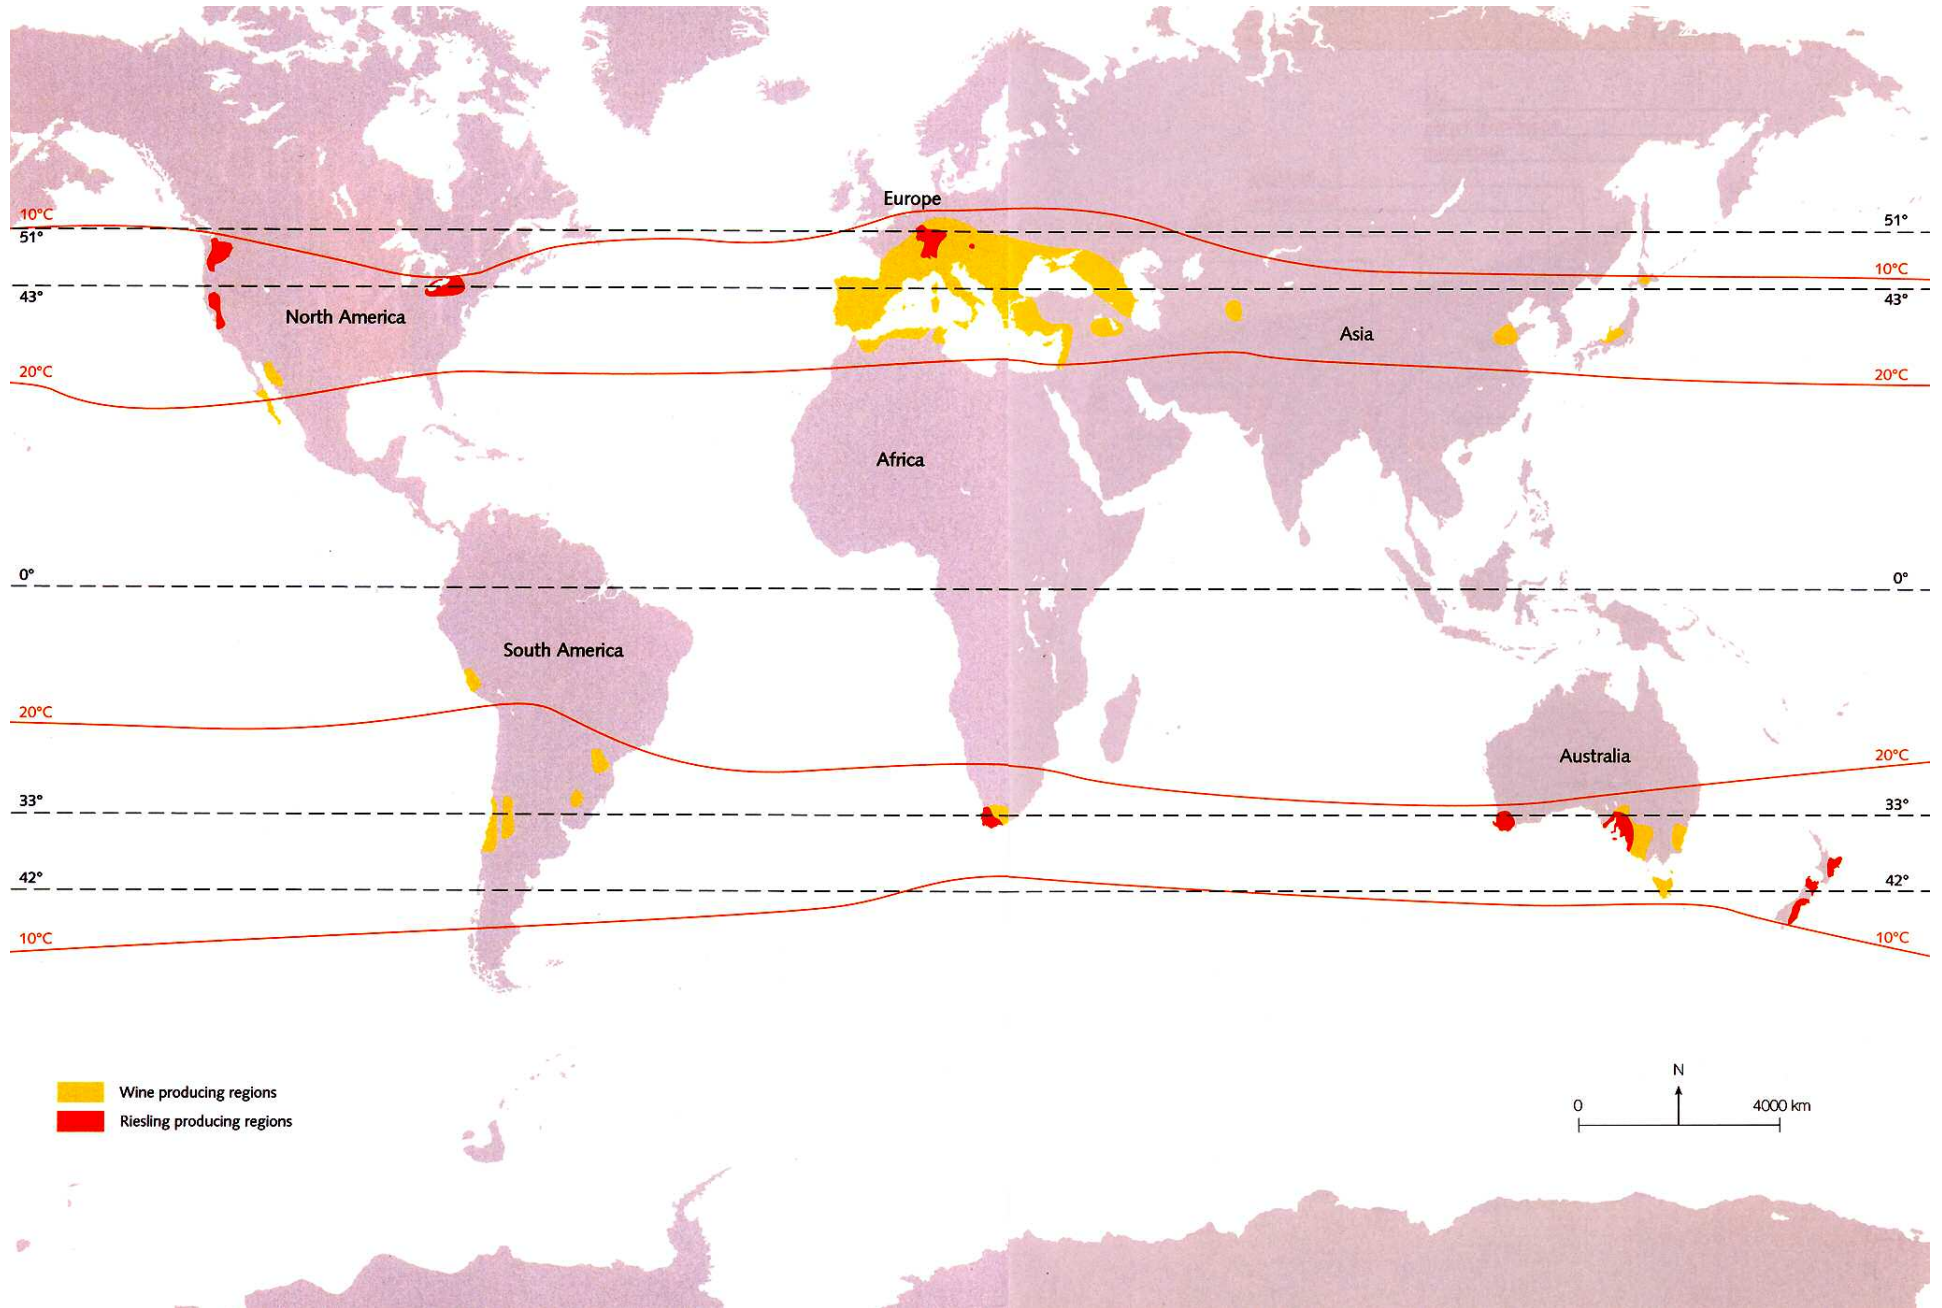 Europe
10°C
51°
51°
10°C
43°
43°
North America
Asia
20°C
20°C
Africa
0°
0°
South America
20°C
Australia
20°C
33°
33°
42°
42°
10°C
10°C
Wine producing regions
Riesling producing regions
N
0 4000 km